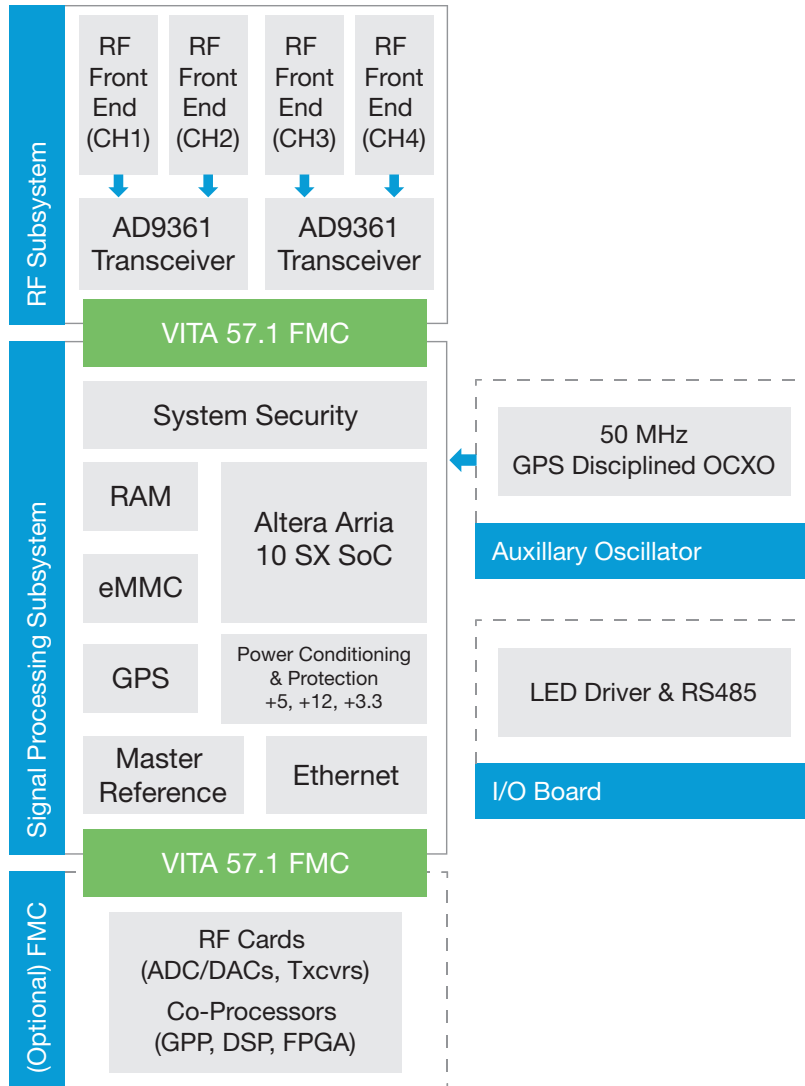 RF Subsystem
RF
Front
End
(CH1)
RF
Front
End
(CH2)
RF
Front
End
(CH3)
RF
Front
End
(CH4)
AD9361
Transceiver
AD9361
Transceiver
VITA 57.1 FMC
Signal Processing Subsystem
System Security
RAM
eMMC
GPS
Altera Arria
10 SX SoC
Power Conditioning
& Protection
+5, +12, +3.3
Master
Reference
Ethernet
50 MHz
GPS Disciplined OCXO
Auxillary Oscillator
LED Driver & RS485
I/O Board
VITA 57.1 FMC
(Optional) FMC
RF Cards
(ADC/DACs, Txcvrs)
Co-Processors
(GPP, DSP, FPGA)